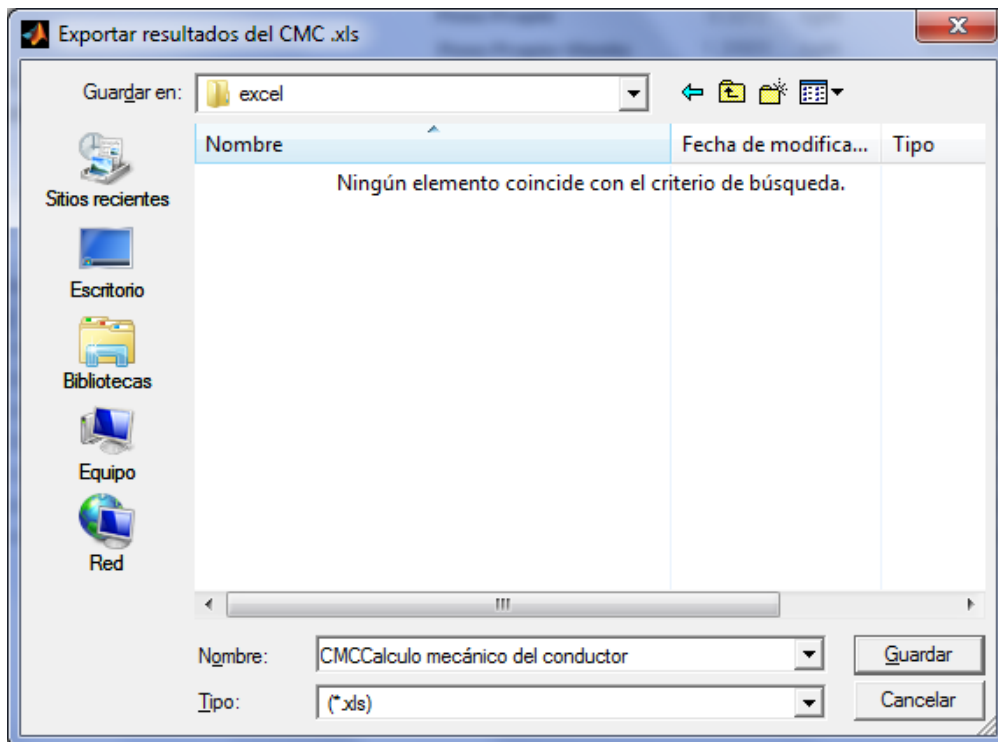 Exportar resultados del CMC .xls
Guardar en:
excel
Nombre
Fecha de modifica...
Tipo
Ningún elemento coincide con el criterio de búsqueda.
Sitios recientes
Escritorio
Bibliotecas
Equipo
Red
Nombre:
CMCCalculo mecánico del conductor
Guardar
Tipo:
(*.xls)
Cancelar